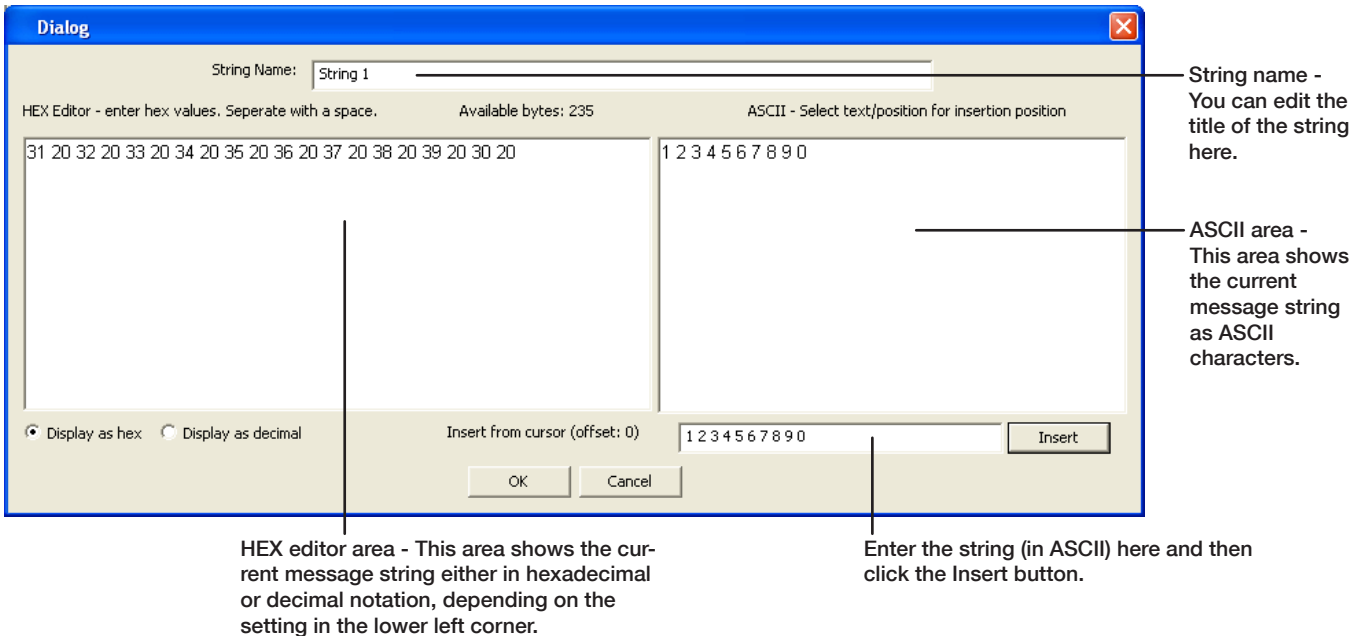 Dialog
String Name:
String 1
HEX Editor - enter hex values. Seperate with a space.
Available bytes: 235
ASCII - Select text/position for insertion position
31 20 32 20 33 20 34 20 35 20 36 20 37 20 38 20 39 20 30 20
1 2 3 4 5 6 7 8 9 0
Display as hex
Display as decimal
Insert from cursor (offset: 0)
1 2 3 4 5 6 7 8 9 0
Insert
OK
Cancel
String name -
You can edit the
title of the string
here.
ASCII area -
This area shows
the current
message string
as ASCII
characters.
HEX editor area - This area shows the cur-
rent message string either in hexadecimal
or decimal notation, depending on the
setting in the lower left corner.
Enter the string (in ASCII) here and then
click the Insert button.